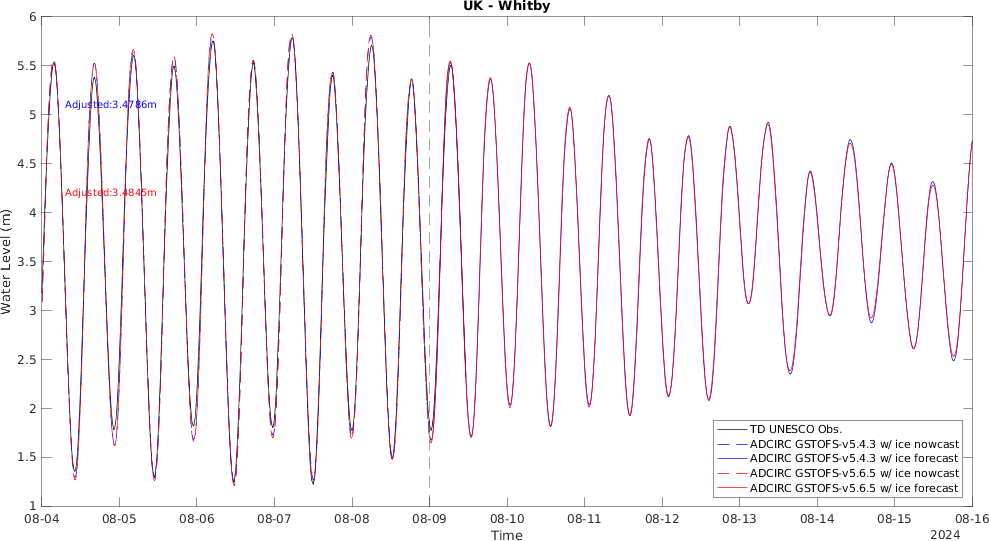 UK - Whitby
Water Level (m)
6
5.5
5
4.5
4
3.5
3
2.5
2
1.5
1
Adjusted:3.4786m
Adjusted:3.4845m
TD UNESCO Obs.
ADCIRC GSTOFS-v5.4.3 w/ ice nowcast
ADCIRC GSTOFS-v5.4.3 w/ ice forecast
ADCIRC GSTOFS-v5.6.5 w/ ice nowcast
ADCIRC GSTOFS-v5.6.5 w/ ice forecast
08-04 08-05 08-06 08-07 08-08 08-09 08-10 08-11 08-12 08-13 08-14 08-15 08-16
Time
2024